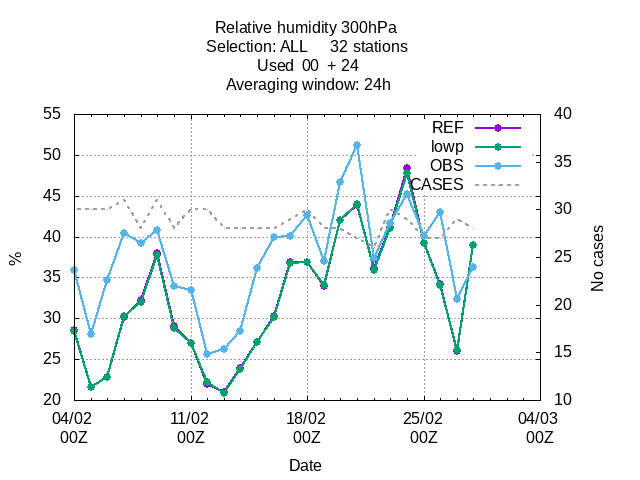 Relative humidity 300hPa
Selection: ALL 32 stations
Used 00 + 24
Averaging window: 24h
55 40
REF
50 lowp 35
OBS
45 CASES 30
40
% 25 No cases
35
30 20
25 15
20 10
04/02 11/02 18/02 25/02 04/03
00Z 00Z 00Z 00Z 00Z
Date